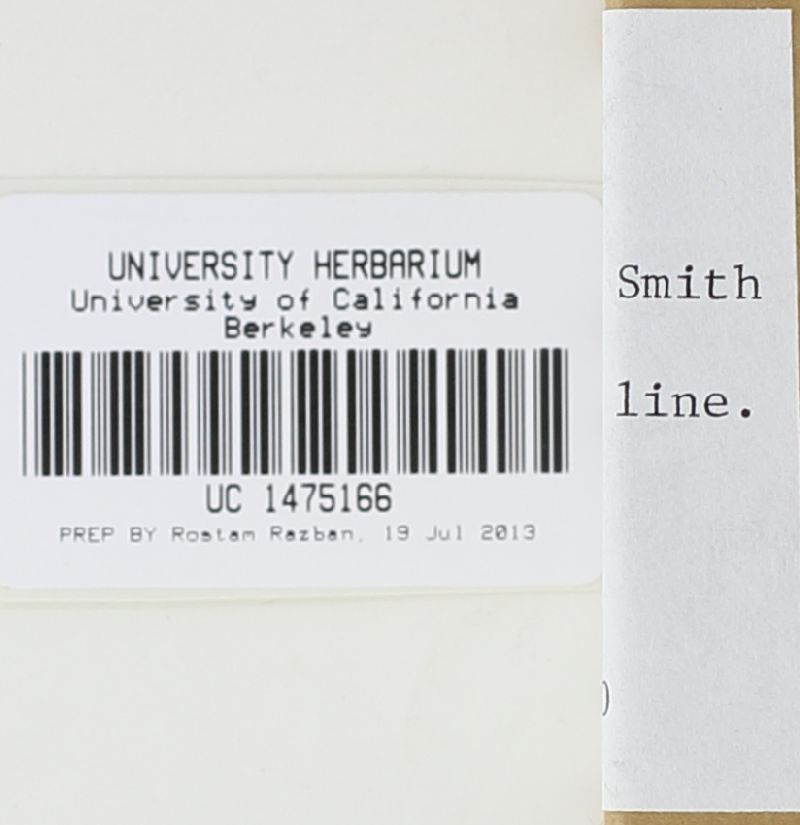 UNIVERSITY HERBARIUM
University of California
Berkeley
UC 1475166
PREP BY Rostam Razban, 19 Jul 2013
Smith
line.
)